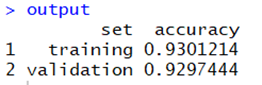 > output
set accuracy
1 training 0.9301214
2 validation 0.9297444